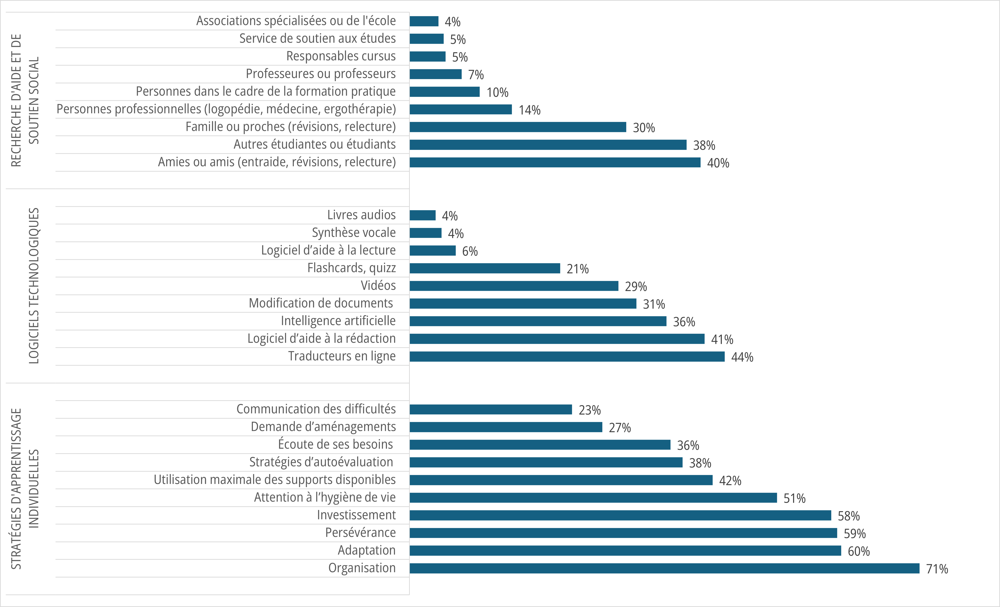 RECHERCHE D'AIDE ET DE
SOUTIEN SOCIAL
Associations spécialisées ou de l'école 4%
Service de soutien aux études 5%
Responsables cursus 5%
Professeures ou professeurs 7%
Personnes dans le cadre de la formation pratique 10%
Personnes professionnelles (logopédie, médecine, ergothérapie) 14%
Famille ou proches (révisions, relecture) 30%
Autres étudiantes ou étudiants 38%
Amies ou amis (entraide, révisions, relecture) 40%
LOGICIELS TECHNOLOGIQUES
Livres audios 4%
Synthèse vocale 4%
Logiciel d’aide à la lecture 6%
Flashcards, quizz 21%
Vidéos 29%
Modification de documents 31%
Intelligence artificielle 36%
Logiciel d’aide à la rédaction 41%
Traducteurs en ligne 44%
STRATÉGIES D'APPRENTISSAGE
INDIVIDUELLES
Communication des difficultés 23%
Demande d’aménagements 27%
Écoute de ses besoins 36%
Stratégies d’autoévaluation 38%
Utilisation maximale des supports disponibles 42%
Attention à l’hygiène de vie 51%
Investissement 58%
Persévérance 59%
Adaptation 60%
Organisation 71%